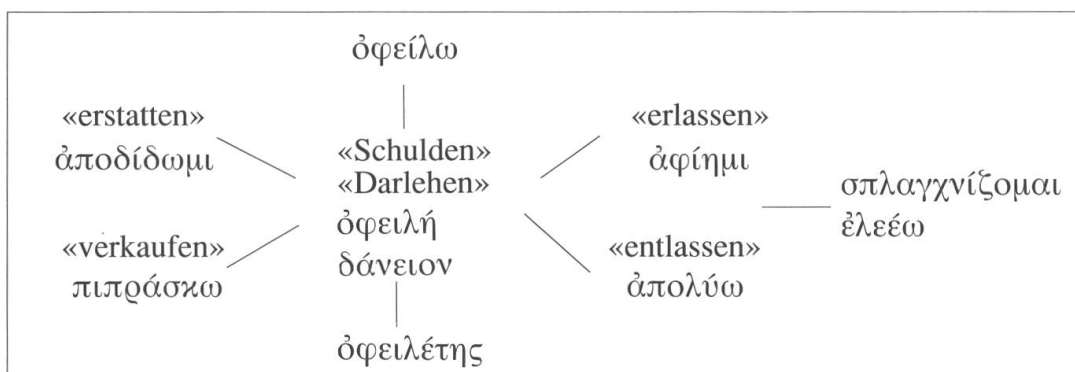 ὀφείλω
«erstatten»
ἀποδίδωμι
«Schulden»
«Darlehen»
ὀφειλή
δάνειον
«erlassen»
ἀφίημι
σπλαγχνίζομαι
ἐλεέω
«verkaufen»
πιπράσκω
«entlassen»
ἀπολύω
ὀφειλέτης